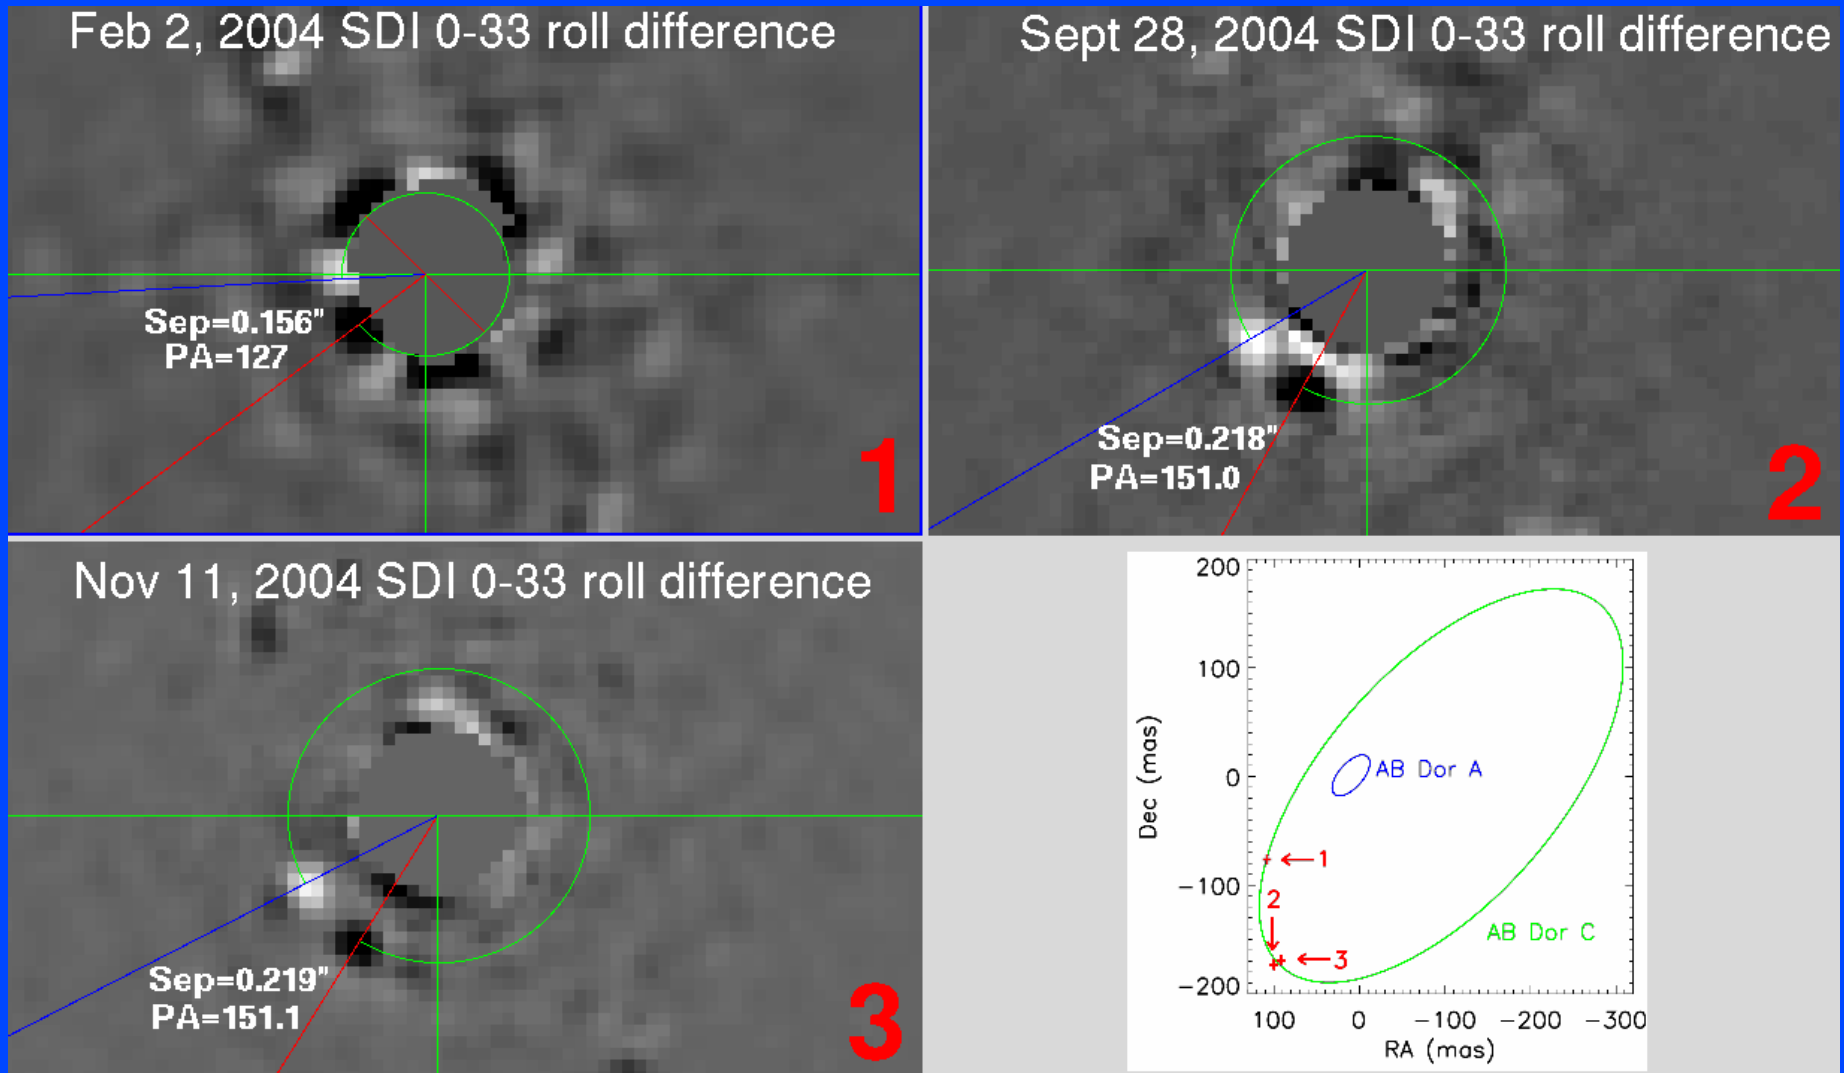 Feb 2, 2004 SDI 0-33 roll difference
Sep=0.156"
PA=127
1
Sept 28, 2004 SDI 0-33 roll difference
Sep=0.218"
PA=151.0
2
Nov 11, 2004 SDI 0-33 roll difference
Sep=0.219"
PA=151.1
3
200
100
0
-100
-200
Dec (mas)
AB Dor A
1
2
3
AB Dor C
100 0 -100 -200 -300
RA (mas)